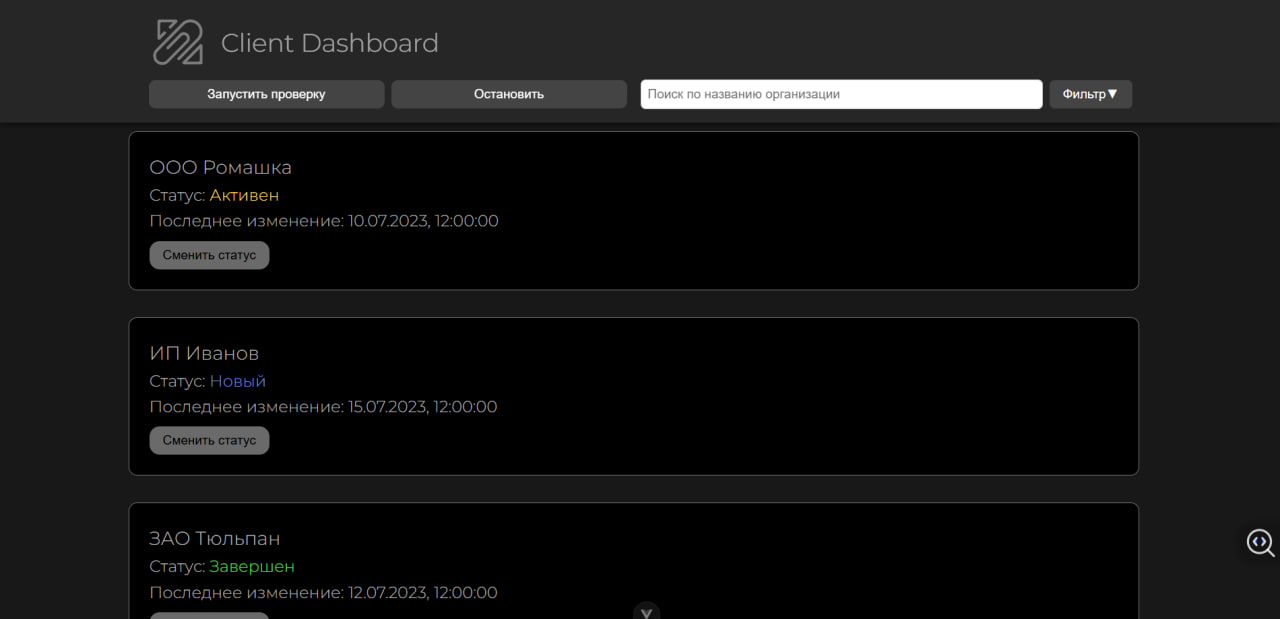 Client Dashboard
Запустить проверку
Остановить
Поиск по названию организации
Фильтр▼
ООО Ромашка
Статус: Активен
Последнее изменение: 10.07.2023, 12:00:00
Сменить статус
ИП Иванов
Статус: Новый
Последнее изменение: 15.07.2023, 12:00:00
Сменить статус
ЗАО Тюльпан
Статус: Завершен
Последнее изменение: 12.07.2023, 12:00:00